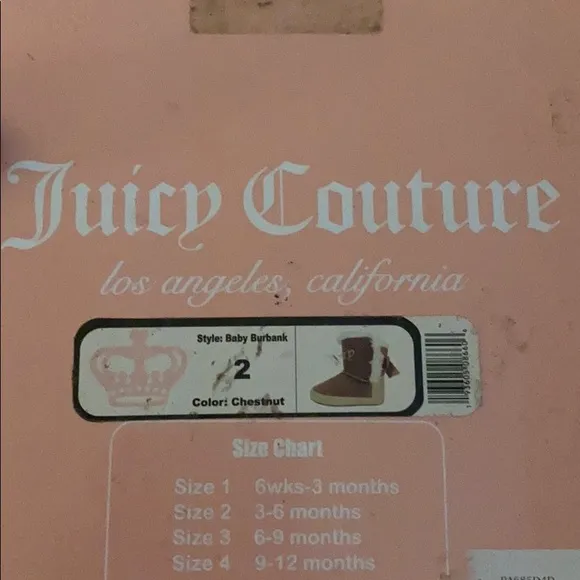 Juicy Couture
los angeles, california
Style: Baby Burbank
2
Color: Chestnut
2
Size Chart
Size 1 6wks-3 months
Size 2 3-6 months
Size 3 6-9 months
Size 4 9-12 months